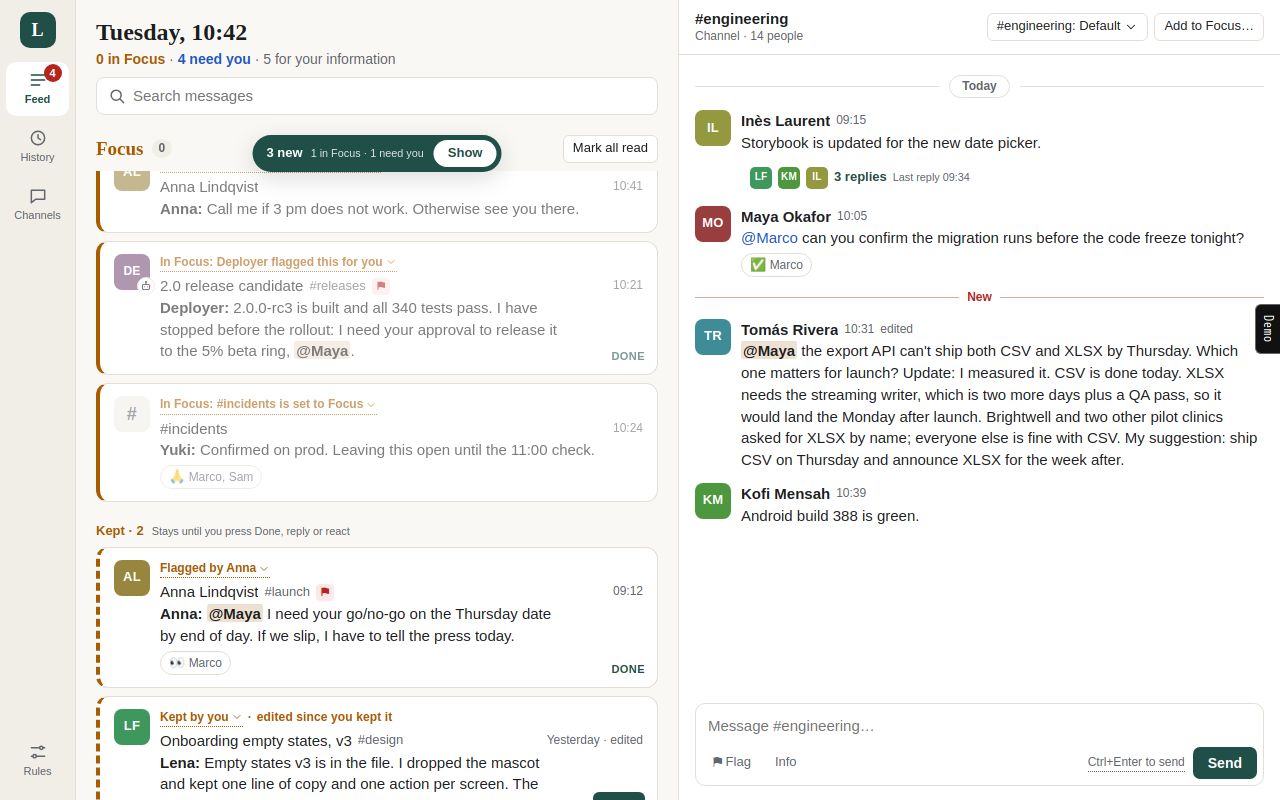 L
Feed
4
History
Channels
Rules
Tuesday, 10:42
0 in Focus · 4 need you · 5 for your information
Search messages
Focus 0
3 new 1 in Focus · 1 need you Show
Mark all read
AL
Anna Lindqvist 10:41
Anna: Call me if 3 pm does not work. Otherwise see you there.
DE
In Focus: Deployer flagged this for you
2.0 release candidate #releases 10:21
Deployer: 2.0.0-rc3 is built and all 340 tests pass. I have
stopped before the rollout: I need your approval to release it
to the 5% beta ring, @Maya.
DONE
#
In Focus: #incidents is set to Focus
#incidents 10:24
Yuki: Confirmed on prod. Leaving this open until the 11:00 check.
🙏 Marco, Sam
Kept · 2 Stays until you press Done, reply or react
AL
Flagged by Anna
Anna Lindqvist #launch 09:12
Anna: @Maya I need your go/no-go on the Thursday date
by end of day. If we slip, I have to tell the press today.
👀 Marco
DONE
LF
Kept by you · edited since you kept it
Onboarding empty states, v3 #design Yesterday · edited
Lena: Empty states v3 is in the file. I dropped the mascot
and kept one line of copy and one action per screen. The
#engineering
Channel · 14 people
#engineering: Default
Add to Focus…
Today
IL
Inès Laurent 09:15
Storybook is updated for the new date picker.
LF KM IL 3 replies Last reply 09:34
MO
Maya Okafor 10:05
@Marco can you confirm the migration runs before the code freeze tonight?
✅ Marco
New
TR
Tomás Rivera 10:31 edited
@Maya the export API can't ship both CSV and XLSX by Thursday. Which
one matters for launch? Update: I measured it. CSV is done today. XLSX
needs the streaming writer, which is two more days plus a QA pass, so it
would land the Monday after launch. Brightwell and two other pilot clinics
asked for XLSX by name; everyone else is fine with CSV. My suggestion: ship
CSV on Thursday and announce XLSX for the week after.
KM
Kofi Mensah 10:39
Android build 388 is green.
Demo
Message #engineering…
Flag Info Ctrl+Enter to send Send